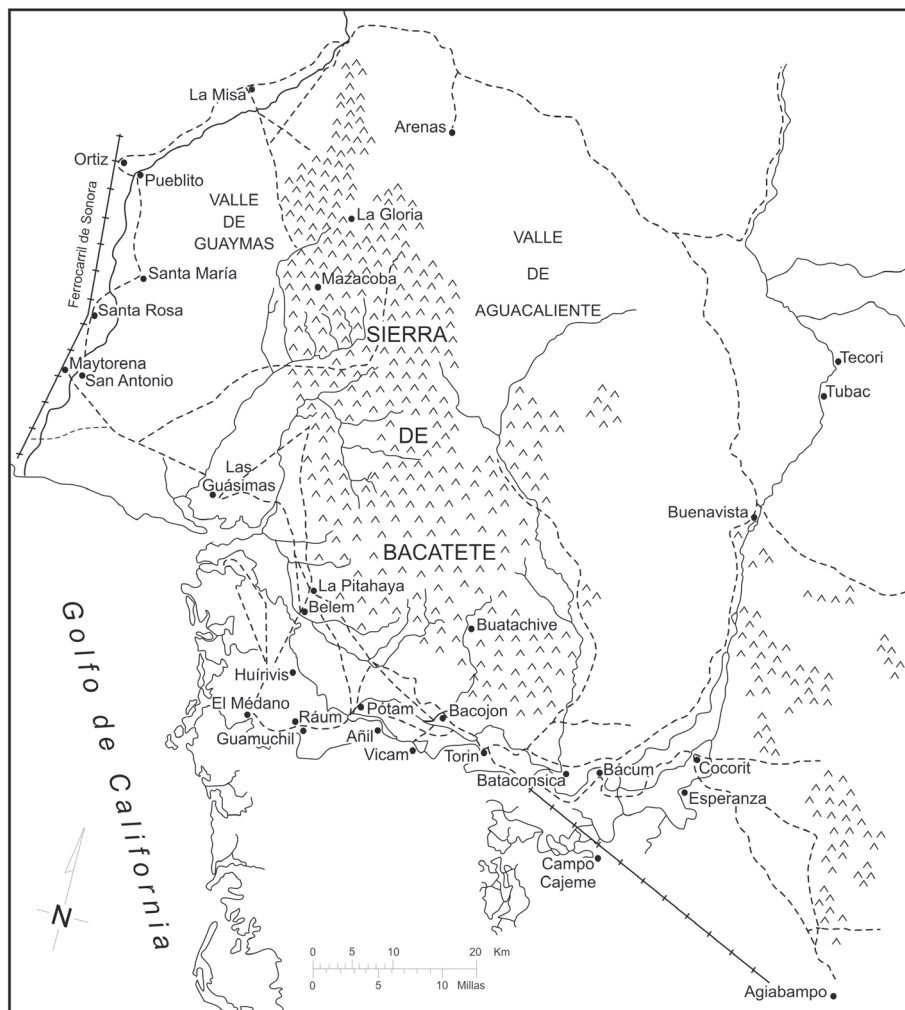 La Misa
Arenas
Ortiz
Pueblito
Ferrocarril de Sonora
VALLE
DE
GUAYMAS
La Gloria
VALLE
DE
AGUACALIENTE
Santa María
Mazacoba
Santa Rosa
SIERRA
Maytorena
San Antonio
Tecori
Tubac
DE
Las
Guásimas
Buenavista
BACATETE
La Pitahaya
Belem
Buatachive
Golfo de California
Huírivis
El Médano
Ráum
Pótam
Bacojon
Guamuchil
Añil
Vicam
Torin
Bataconsica
Bácum
Cocorit
Esperanza
Campo
Cajeme
N
0 5 10 20 Km
0 5 10 Millas
Agiabampo